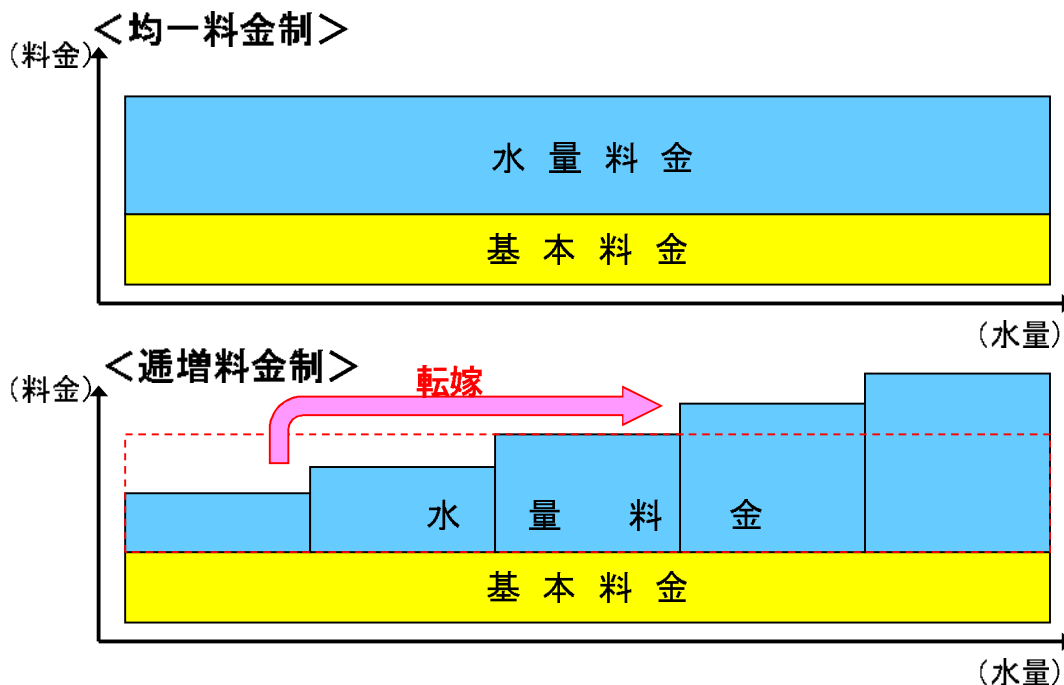 ＜均一料金制＞
（料金）
水量料金
基本料金
（水量）
＜逓増料金制＞
（料金）
転嫁
水量料金
基本料金
（水量）